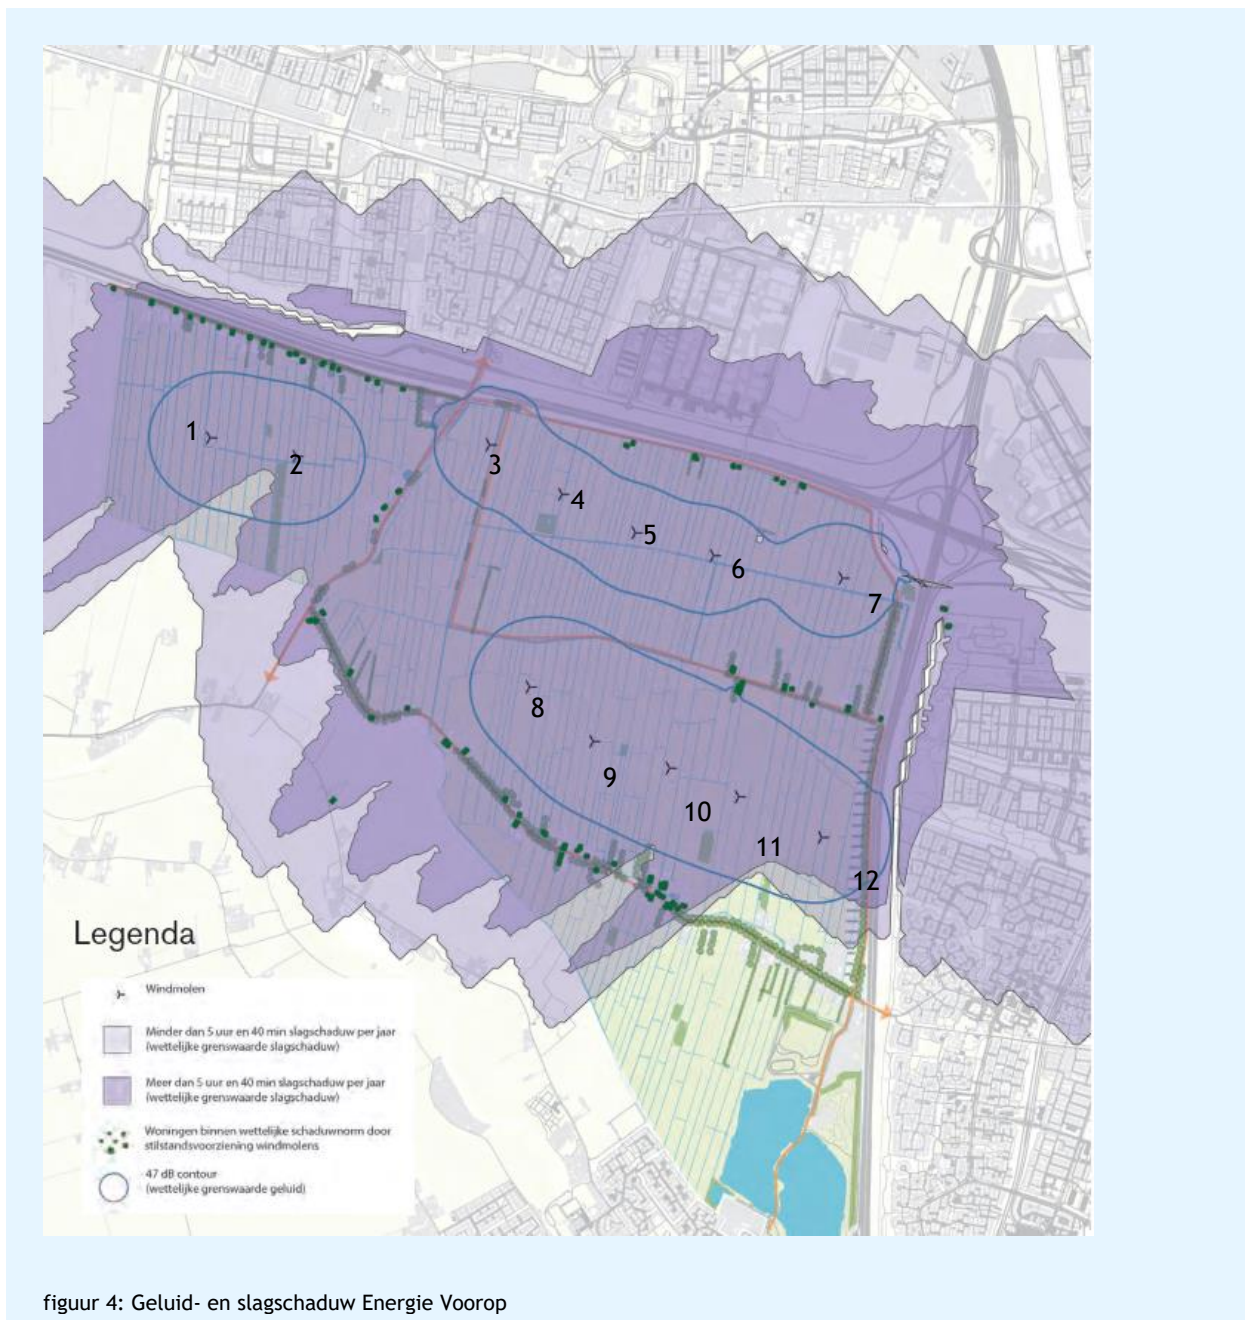 1
2
3
4
5
6
7
8
9
10
11
12
Legenda
Windmolen
Minder dan 5 uur en 40 min slagschaduw per jaar
(wettelijke grenswaarde slagschaduw)
Meer dan 5 uur en 40 min slagschaduw per jaar
(wettelijke grenswaarde slagschaduw)
Woningen binnen wettelijke schaduwnorm door
stilstandsvoorziening windmolens
47 dB contour
(wettelijke grenswaarde geluid)
figuur 4: Geluid- en slagschaduw Energie Voorop